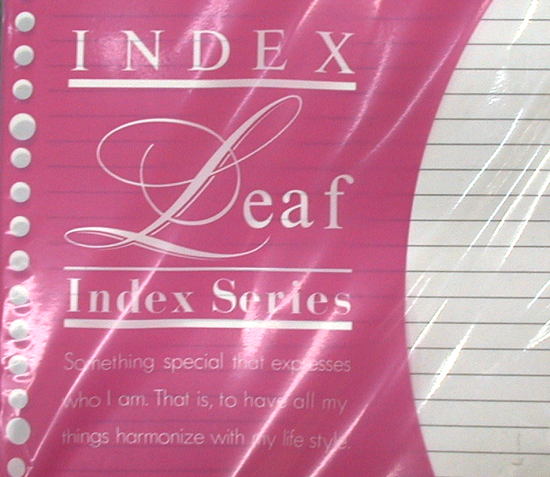 INDEX
Leaf
Index Series
Something special that expresses
who I am. That is, to have all my
things harmonize with my life style.